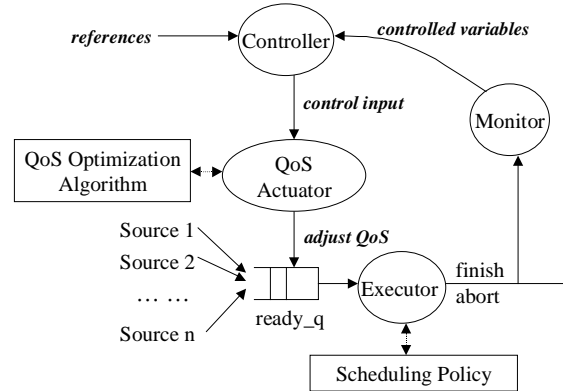 references
Controller
controlled variables
control input
Monitor
QoS Optimization
Algorithm
QoS
Actuator
adjust QoS
Source 1
Source 2
... ...
Source n
ready_q
Executor
finish
abort
Scheduling Policy